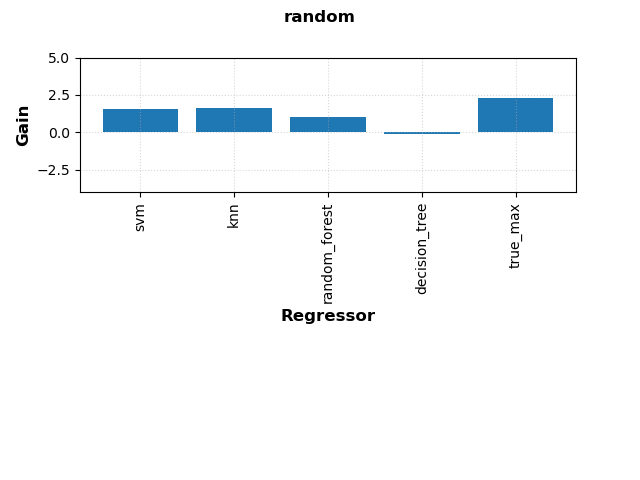 random
5.0
2.5
0.0
−2.5
Gain
svm
knn
random_forest
decision_tree
true_max
Regressor